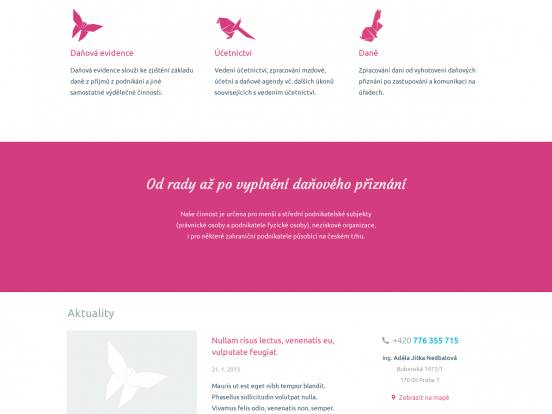 Daňová evidence
Daňová evidence slouží ke zjištění základu
daně z příjmů z podnikání a jiné
samostatné výdělečné činnosti.
Účetnictví
Vedení účetnictví, zpracování mzdové,
účetní a daňové agendy vč. dalších úkonů
souvisejících s vedením účetnictví.
Daně
Zpracování daní od vyhotovení daňových
přiznání po zastupování a komunikaci na
úřadech.
Od rady až po vyplnění daňového přiznání
Naše činnost je určena pro menší a střední podnikatelské subjekty
(právnické osoby a podnikatele fyzické osoby), neziskové organizace,
i pro některé zahraniční podnikatele působící na českém trhu.
Aktuality
Nullam risus lectus, venenatis eu,
vulputate feugiat
21. 1. 2013
Mauris ut est eget nibh tempor blandit.
Phasellus sollicitudin volutpat nulla.
Vivamus felis odio, venenatis non, semper.
+420 776 355 715
Ing. Adéla Jitka Nedbalová
Bubenská 1477/1
170 00 Praha 7
Zobrazit na mapě